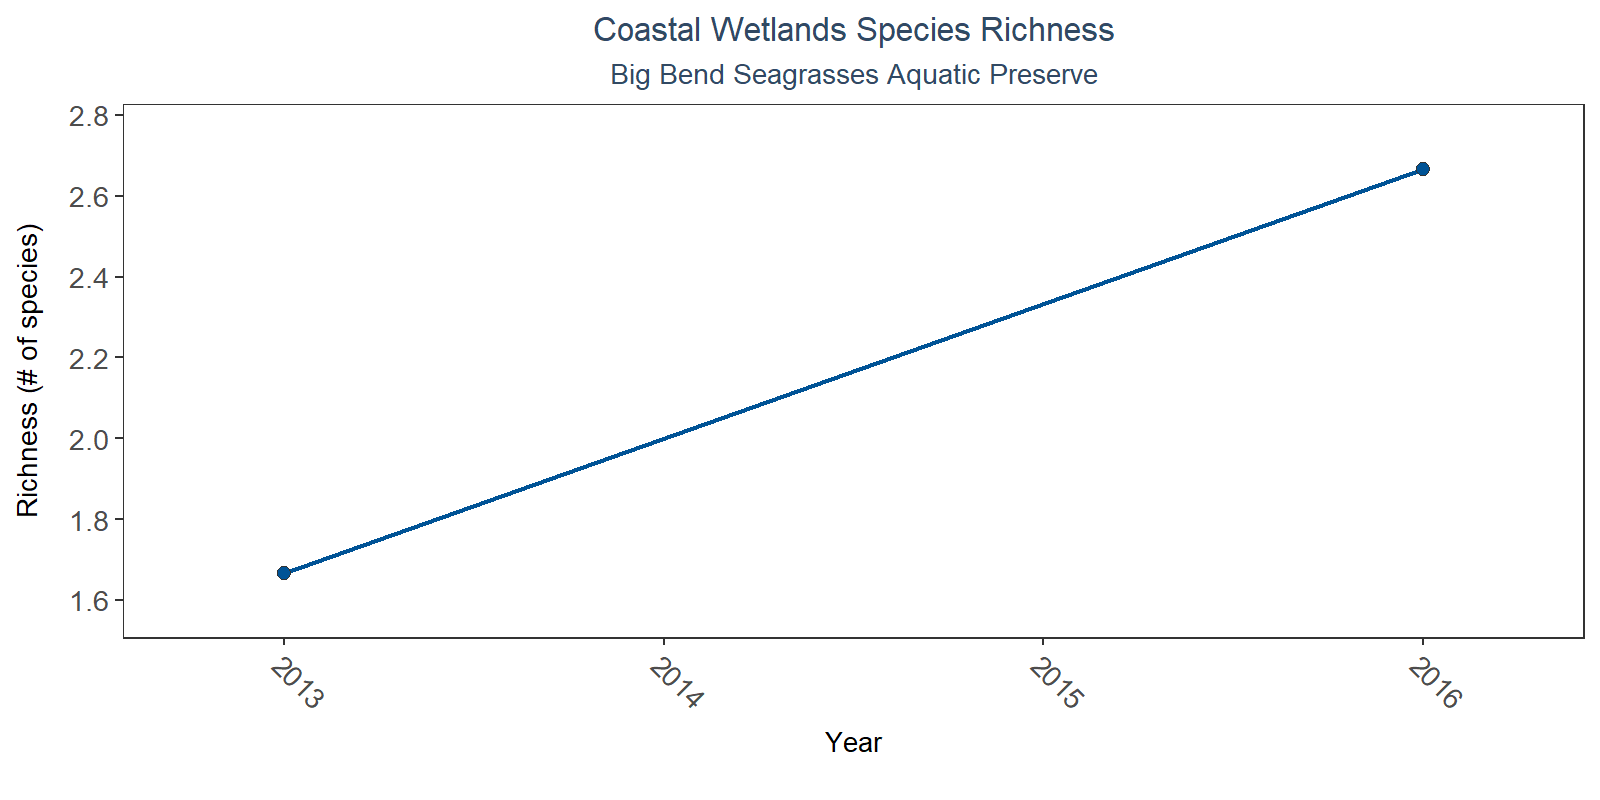 Coastal Wetlands Species Richness
Big Bend Seagrasses Aquatic Preserve
Richness (# of species)
2.8
2.6
2.4
2.2
2.0
1.8
1.6
2013
2014
2015
2016
Year